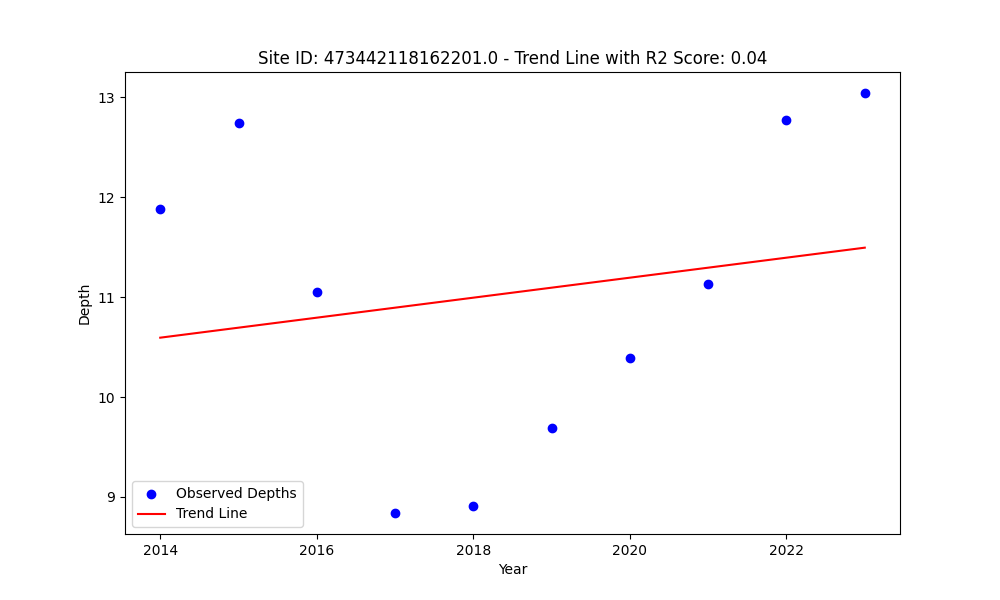 Site ID: 473442118162201.0 - Trend Line with R2 Score: 0.04
13
12
11
10
9
Depth
Observed Depths
Trend Line
2014
2016
2018
2020
2022
Year